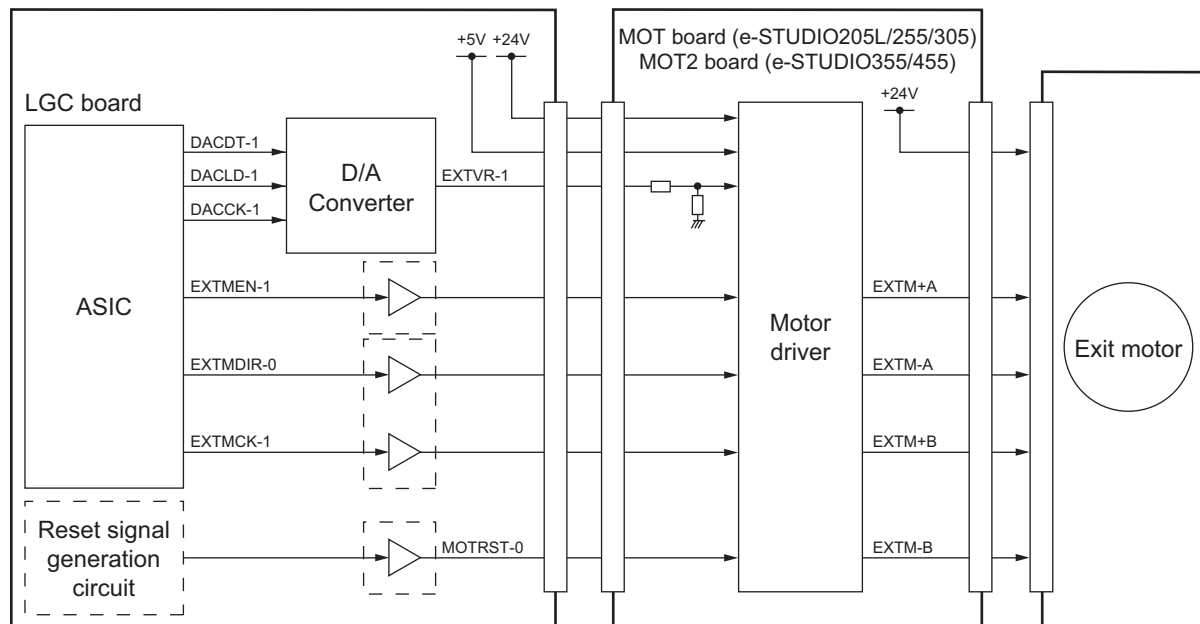 MOT board (e-STUDIO205L/255/305)
MOT2 board (e-STUDIO355/455)
+5V +24V
+24V
LGC board
DACDT-1
DACLD-1
DACCK-1
D/A
Converter
EXTVR-1
ASIC
EXTMEN-1
EXTMDIR-0
EXTMCK-1
Motor
driver
EXTM+A
EXTM-A
EXTM+B
EXTM-B
Exit motor
Reset signal
generation
circuit
MOTRST-0